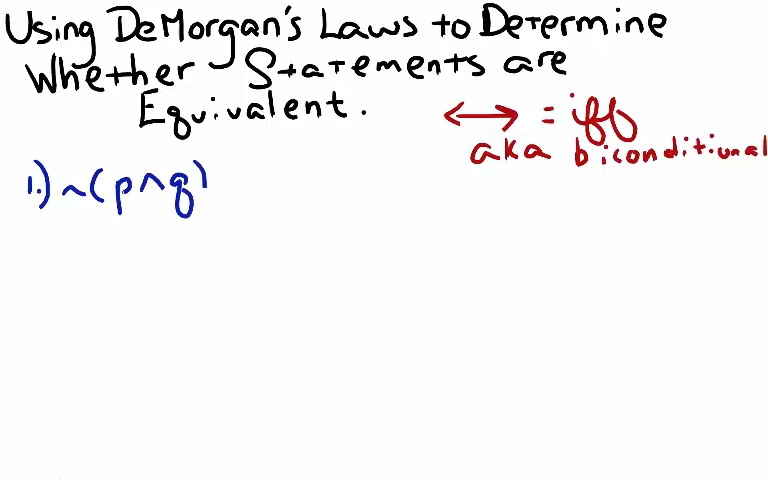 Using DeMorgan's Laws to Determine
Whether Statements are
Equivalent.
↔ = iff
aka biconditional
1.) ~(p∧q)